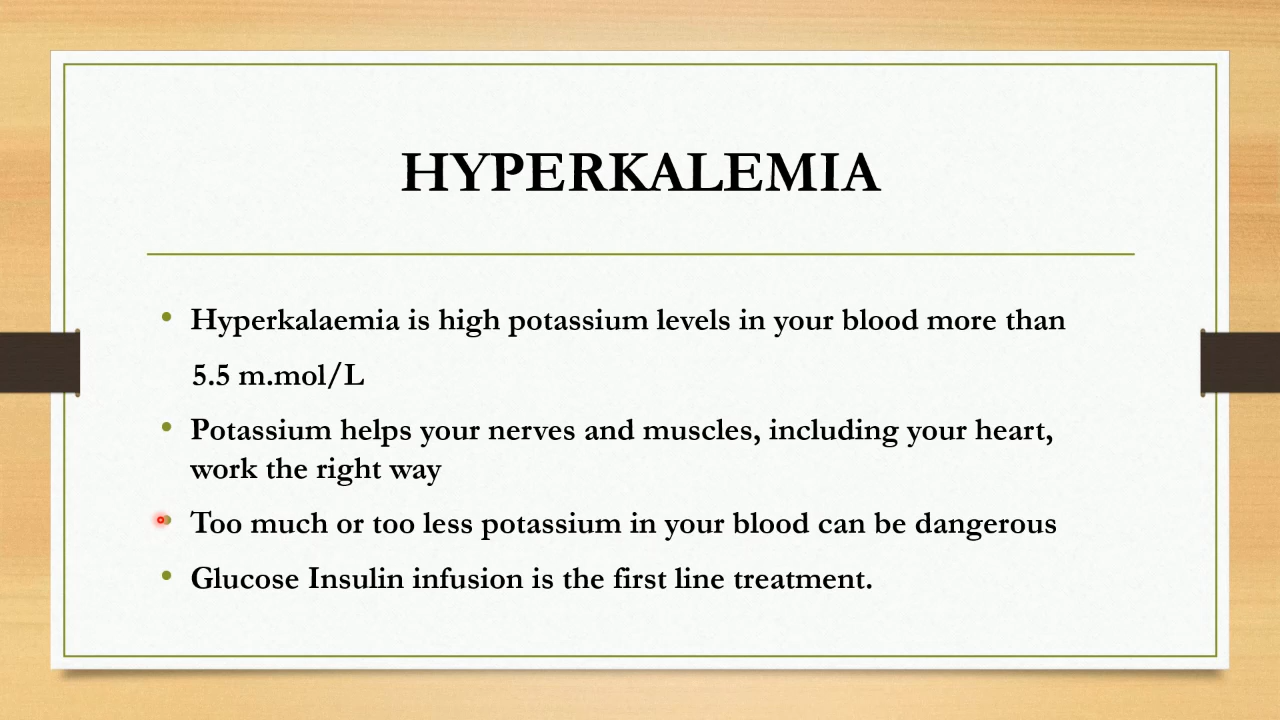 HYPERKALEMIA
• Hyperkalaemia is high potassium levels in your blood more than
5.5 m.mol/L
• Potassium helps your nerves and muscles, including your heart,
work the right way
• Too much or too less potassium in your blood can be dangerous
• Glucose Insulin infusion is the first line treatment.